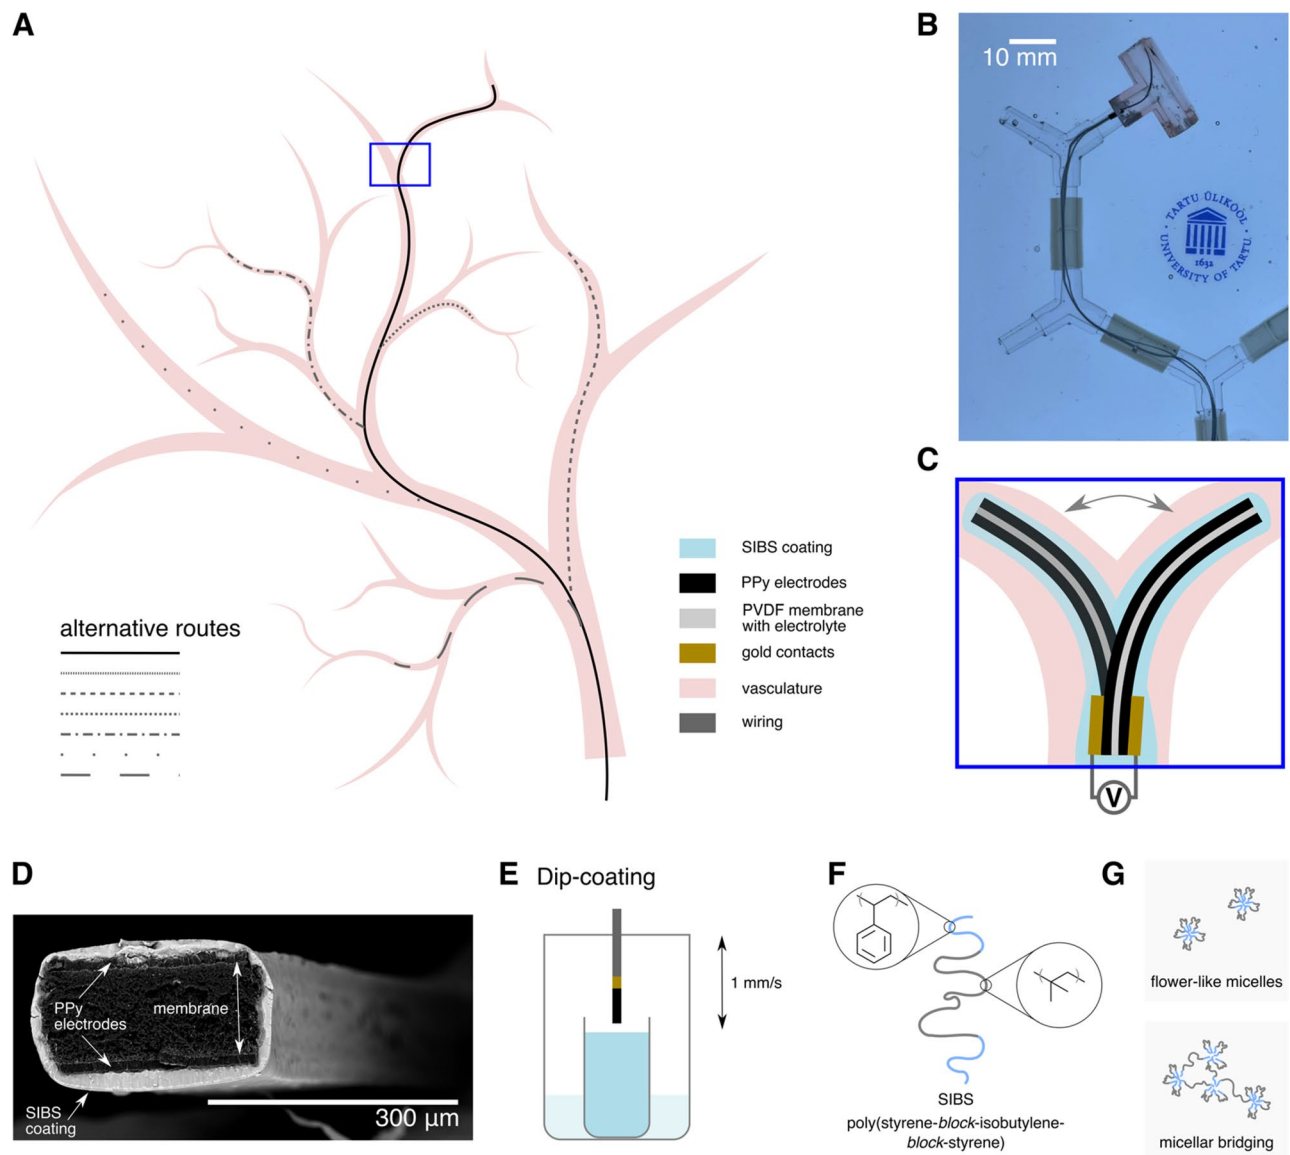 A
B
10 mm
· TARTU ÜLIKOOL ·
UNIVERSITY OF TARTU
1632
C
SIBS coating
PPy electrodes
PVDF membrane
with electrolyte
gold contacts
vasculature
wiring
alternative routes
V
D
PPy
electrodes
membrane
SIBS
coating
300 µm
E
Dip-coating
1 mm/s
F
SIBS
poly(styrene-block-isobutylene-
block-styrene)
G
flower-like micelles
micellar bridging